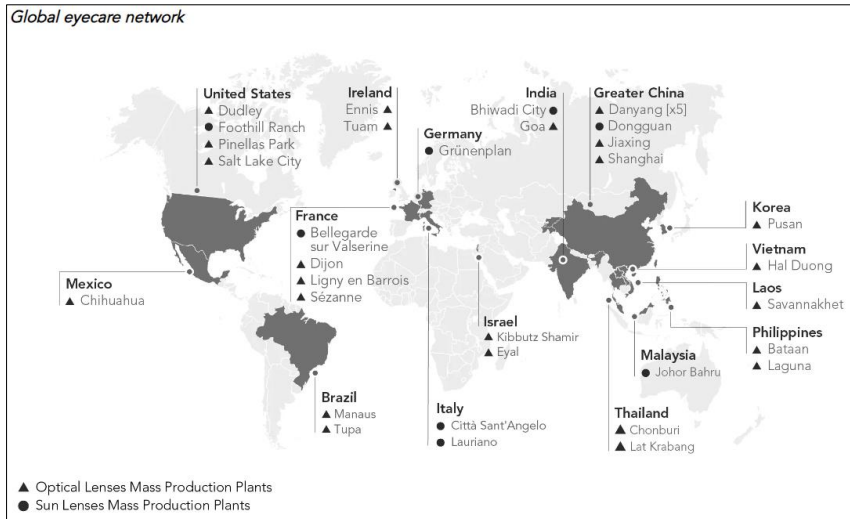 Global eyecare network
United States
▲ Dudley
● Foothill Ranch
▲ Pinellas Park
▲ Salt Lake City
Ireland
Ennis ▲
Tuam ▲
Germany
● Grünenplan
India
Bhiwadi City ●
Goa ▲
Greater China
▲ Danyang [x5]
● Dongguan
▲ Jiaxing
▲ Shanghai
France
● Bellegarde
sur Valserine
▲ Dijon
▲ Ligny en Barrois
▲ Sézanne
Korea
▲ Pusan
Vietnam
▲ Hal Duong
Laos
▲ Savannakhet
Philippines
▲ Bataan
▲ Laguna
Mexico
▲ Chihuahua
Israel
▲ Kibbutz Shamir
▲ Eyal
Malaysia
● Johor Bahru
Brazil
▲ Manaus
▲ Tupa
Italy
● Città Sant'Angelo
● Lauriano
Thailand
▲ Chonburi
▲ Lat Krabang
▲ Optical Lenses Mass Production Plants
● Sun Lenses Mass Production Plants